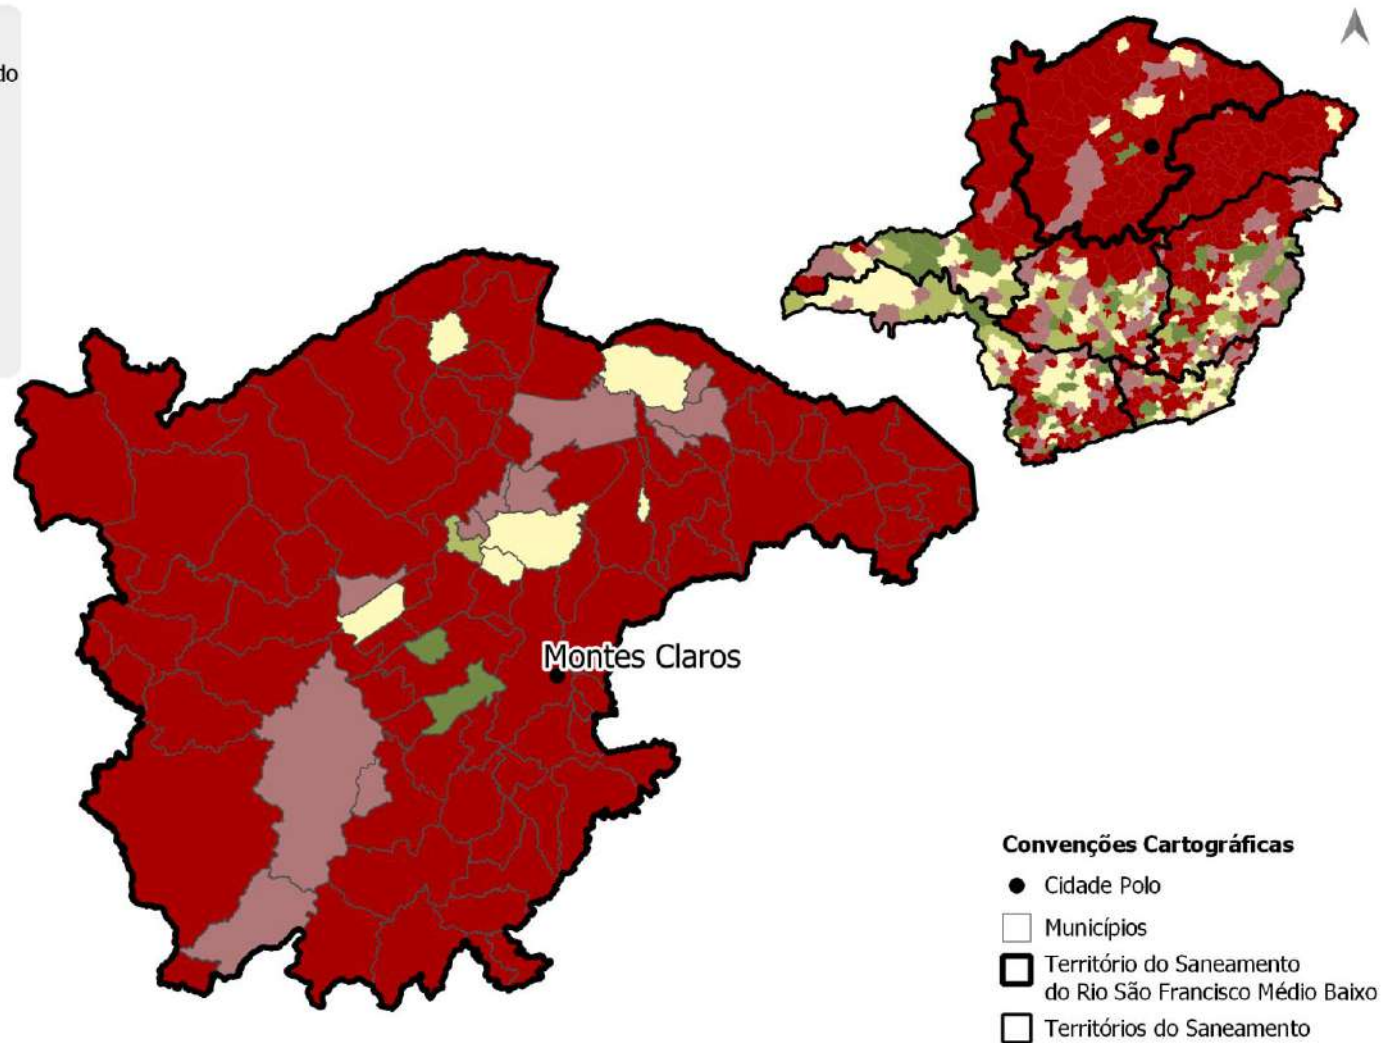 do
Montes Claros
Convenções Cartográficas
Cidade Polo
Municípios
Território do Saneamento
do Rio São Francisco Médio Baixo
Territórios do Saneamento